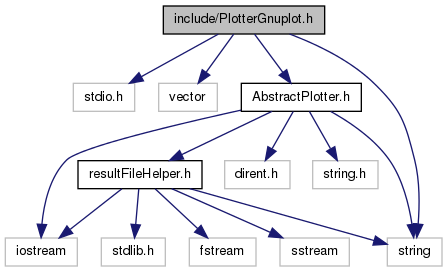 include/PlotterGnuplot.h
stdio.h
vector
AbstractPlotter.h
resultFileHelper.h
dirent.h
string.h
iostream
stdlib.h
fstream
sstream
string